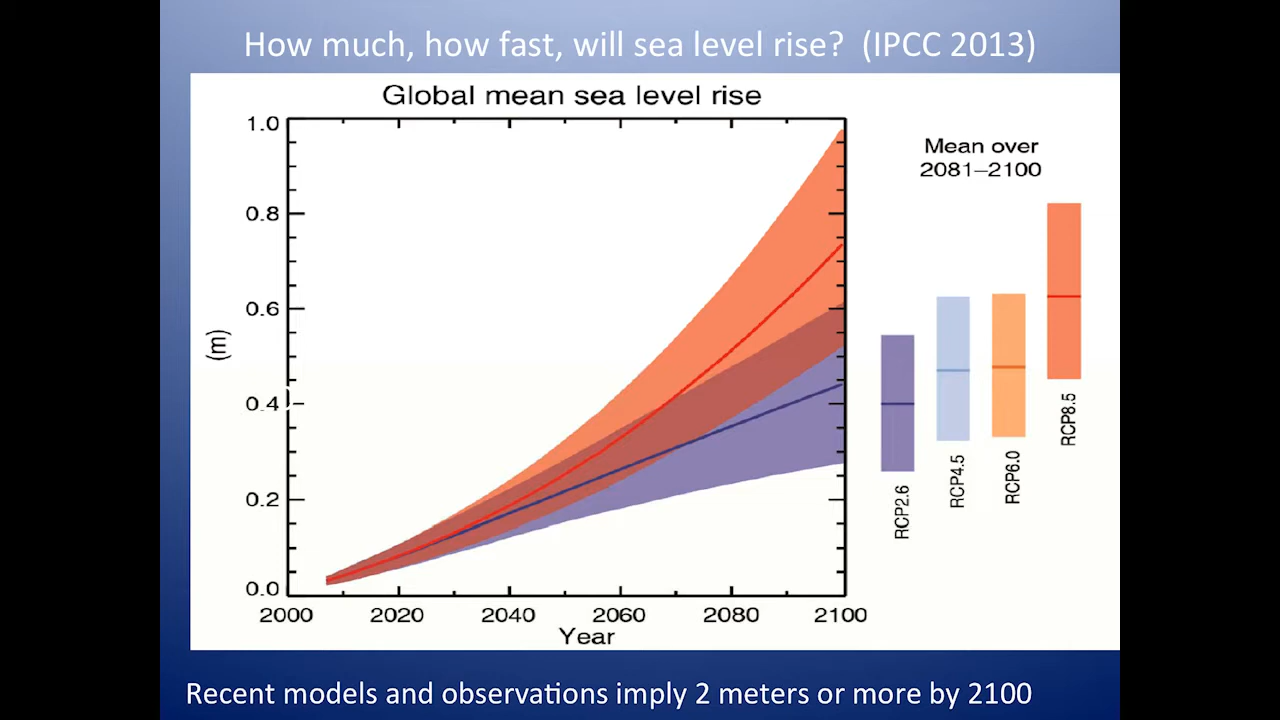 How much, how fast, will sea level rise? (IPCC 2013)
Global mean sea level rise
1.0
0.8
0.6
0.4
0.2
0.0
(m)
2000 2020 2040 2060 2080 2100
Year
Mean over
2081–2100
RCP2.6
RCP4.5
RCP6.0
RCP8.5
Recent models and observations imply 2 meters or more by 2100